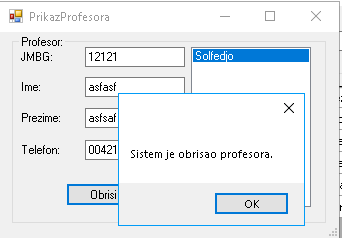 PrikazProfesora
Profesor:
JMBG: 12121 Solfedjo
Ime: asfasf
Prezime: asfsaf
Sistem je obrisao profesora.
Telefon: 00421
Obrisi
OK